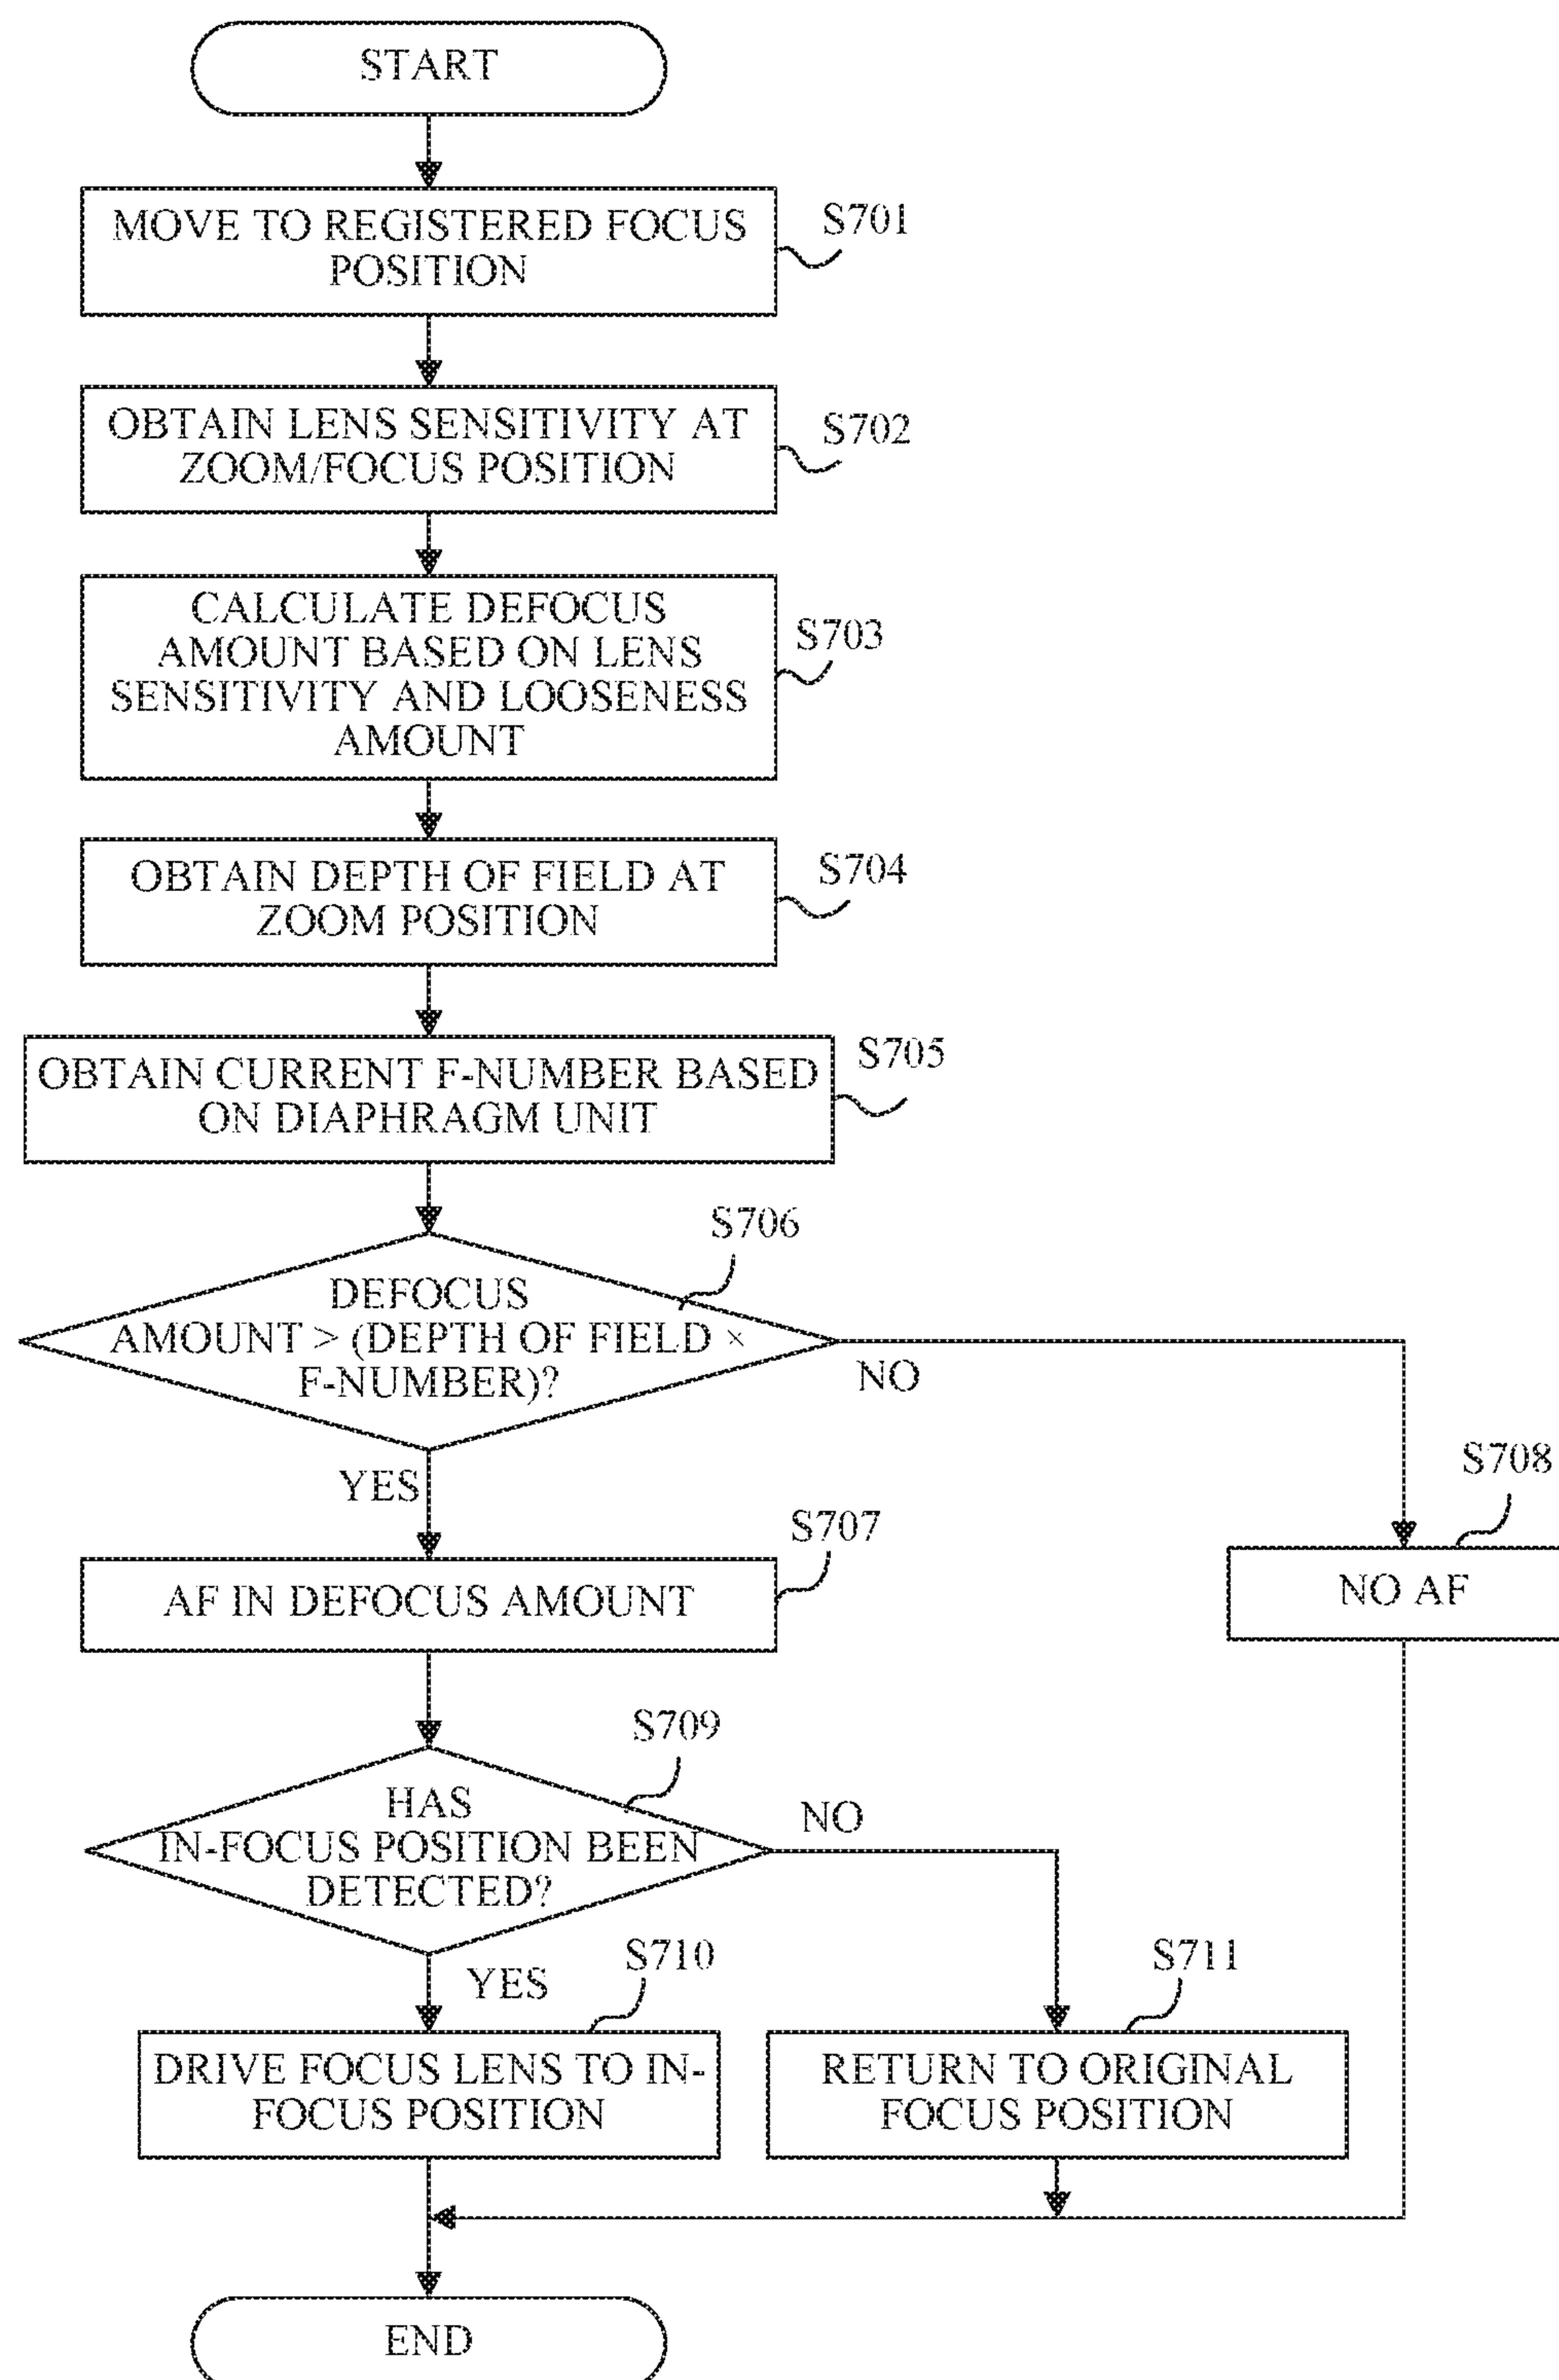 START
MOVE TO REGISTERED FOCUS
POSITION
S701
OBTAIN LENS SENSITIVITY AT
ZOOM/FOCUS POSITION
S702
CALCULATE DEFOCUS
AMOUNT BASED ON LENS
SENSITIVITY AND LOOSENESS
AMOUNT
S703
OBTAIN DEPTH OF FIELD AT
ZOOM POSITION
S704
OBTAIN CURRENT F-NUMBER BASED
ON DIAPHRAGM UNIT
S705
S706
DEFOCUS
AMOUNT > (DEPTH OF FIELD ×
F-NUMBER)?
NO
YES
S707
AF IN DEFOCUS AMOUNT
S708
NO AF
S709
HAS
IN-FOCUS POSITION BEEN
DETECTED?
NO
YES
S710
DRIVE FOCUS LENS TO IN-
FOCUS POSITION
S711
RETURN TO ORIGINAL
FOCUS POSITION
END